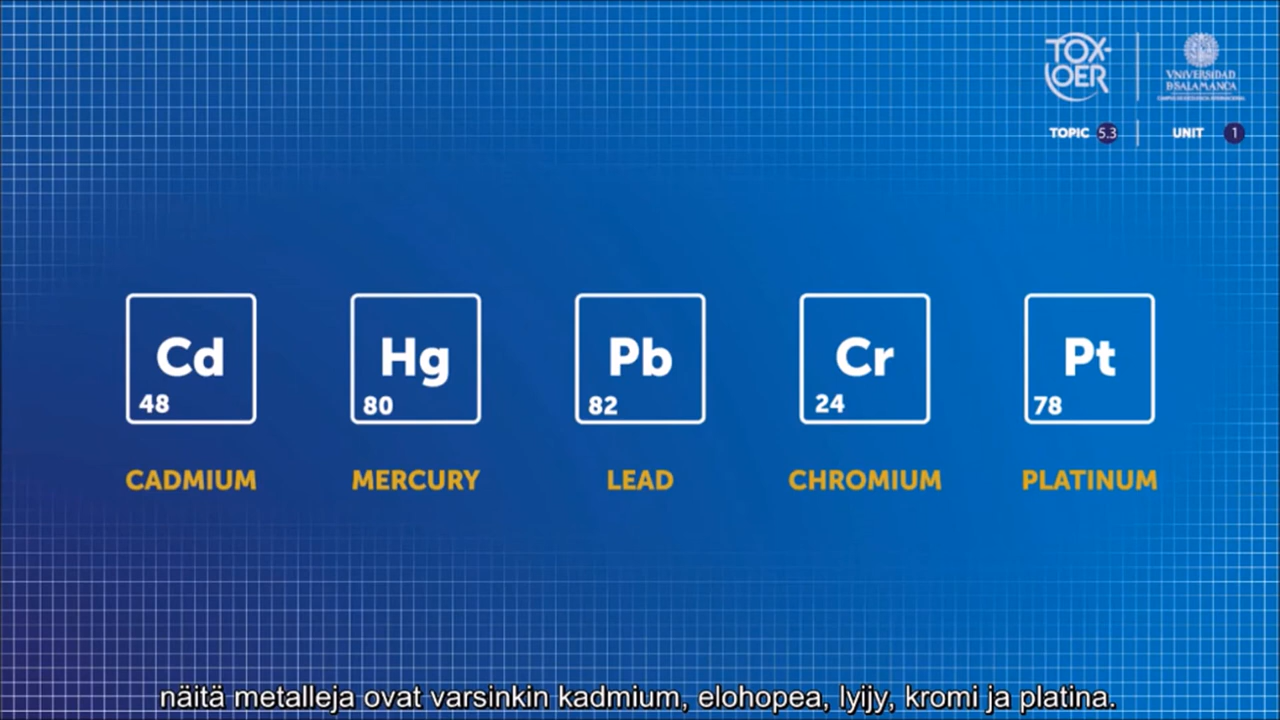 TOX-
OER
VNiVERSiDAD
D SALAMANCA
TOPIC 5.3
UNIT 1
Cd
48
Hg
80
Pb
82
Cr
24
Pt
78
CADMIUM
MERCURY
LEAD
CHROMIUM
PLATINUM
näitä metalleja ovat varsinkin kadmium, elohopea, lyijy, kromi ja platina.